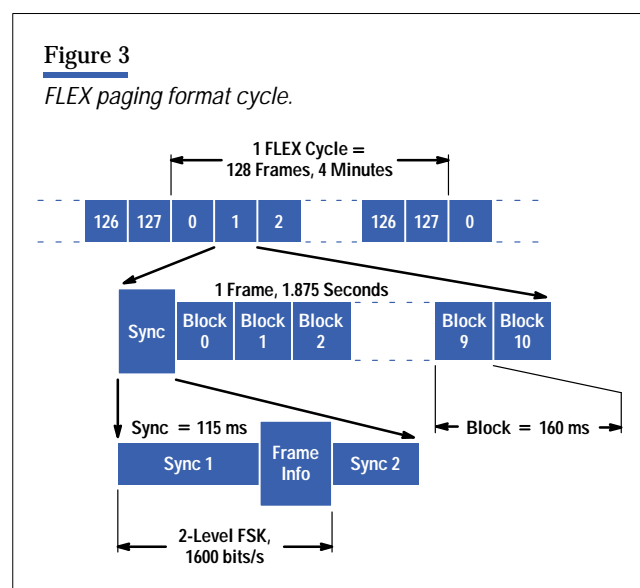 Figure 3
FLEX paging format cycle.
1 FLEX Cycle =
128 Frames, 4 Minutes
126 127 0 1 2 126 127 0
1 Frame, 1.875 Seconds
Sync Block 0 Block 1 Block 2 Block 9 Block 10
Sync = 115 ms
Block = 160 ms
Sync 1 Frame Info Sync 2
2-Level FSK,
1600 bits/s